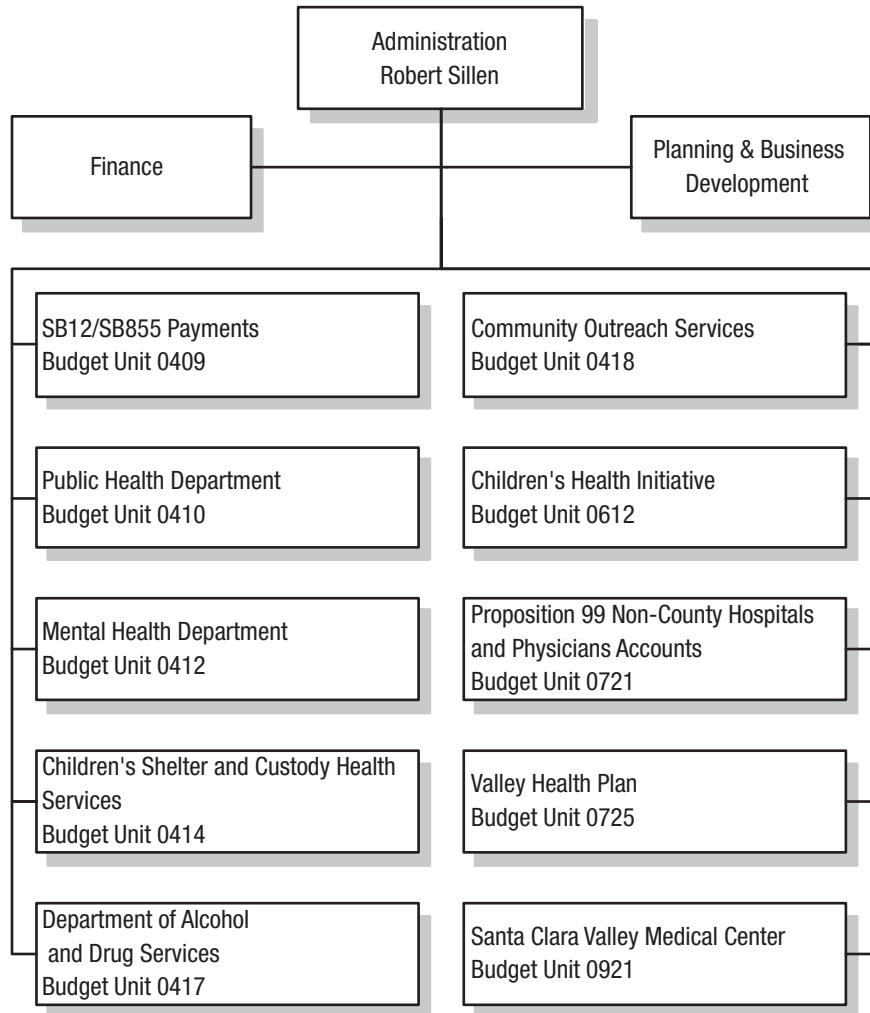 Administration
Robert Sillen
Finance
Planning & Business
Development
SB12/SB855 Payments
Budget Unit 0409
Community Outreach Services
Budget Unit 0418
Public Health Department
Budget Unit 0410
Children's Health Initiative
Budget Unit 0612
Mental Health Department
Budget Unit 0412
Proposition 99 Non-County Hospitals
and Physicians Accounts
Budget Unit 0721
Children's Shelter and Custody Health
Services
Budget Unit 0414
Valley Health Plan
Budget Unit 0725
Department of Alcohol
and Drug Services
Budget Unit 0417
Santa Clara Valley Medical Center
Budget Unit 0921